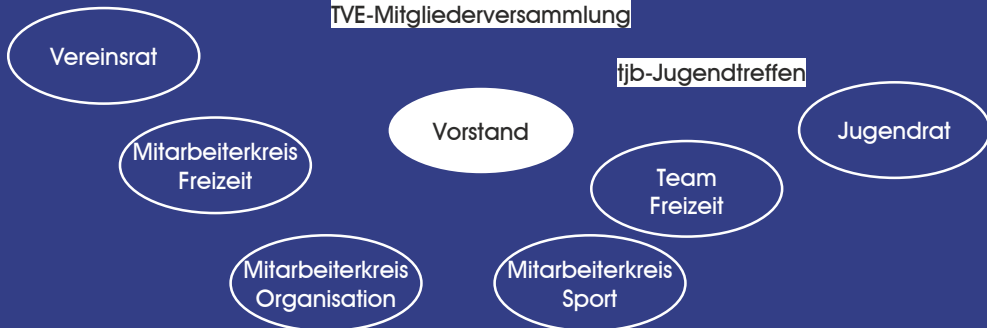 TVE-Mitgliederversammlung
Vereinsrat
tjb-Jugendtreffen
Vorstand
Jugendrat
Mitarbeiterkreis
Freizeit
Team
Freizeit
Mitarbeiterkreis
Organisation
Mitarbeiterkreis
Sport